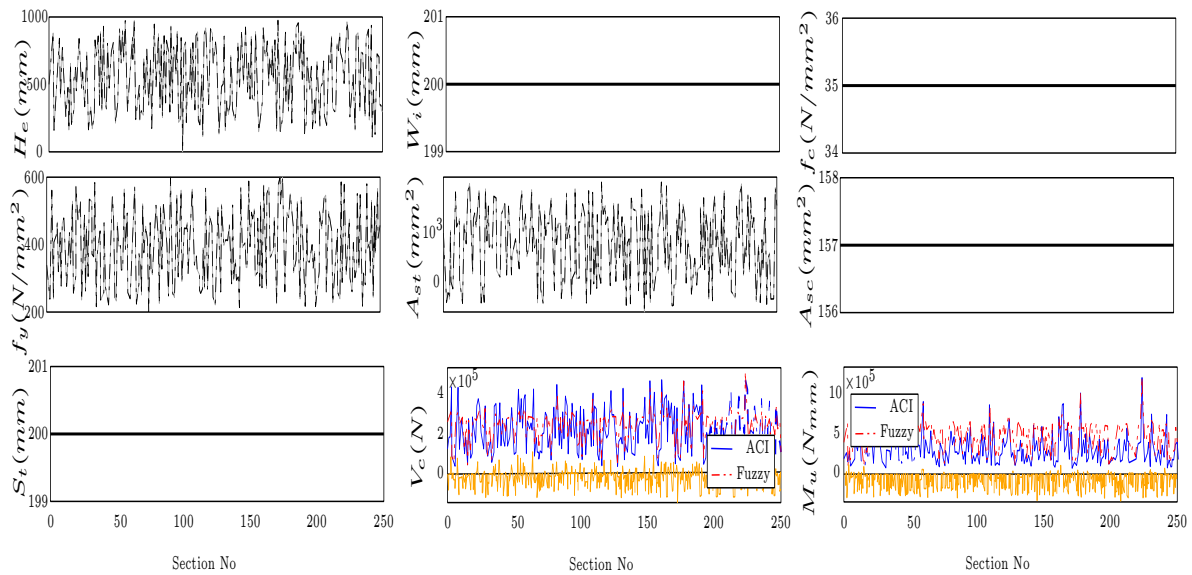 H_e(mm)
1000
500
0
W_i(mm)
201
200
199
f_c(N/mm^2)
36
35
34
f_y(N/mm^2)
600
500
400
300
200
A_st(mm^2)
10^3
0
A_sc(mm^2)
158
157
156
S_t(mm)
201
200
199
0 50 100 150 200 250
Section No
V_c(N)
×10^5
4
2
0
ACI
Fuzzy
0 50 100 150 200 250
Section No
M_u(Nmm)
×10^5
10
5
0
ACI
Fuzzy
0 50 100 150 200 250
Section No